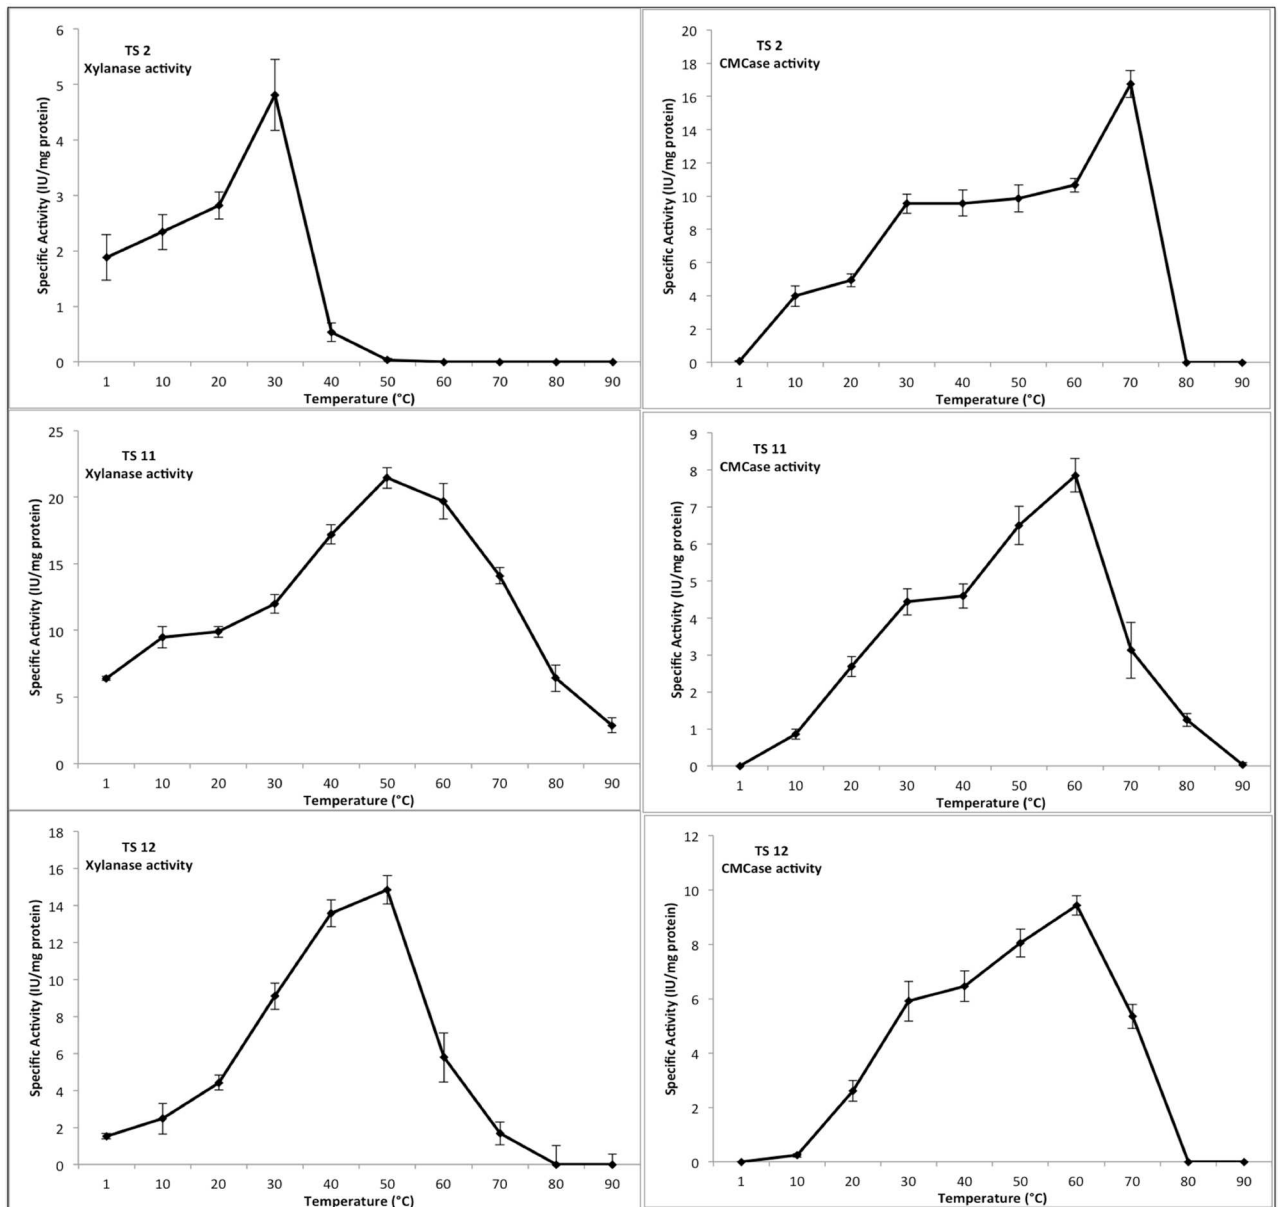 TS 2
Xylanase activity
Specific Activity (IU/mg protein)
6
5
4
3
2
1
0
1 10 20 30 40 50 60 70 80 90
Temperature (°C)
TS 2
CMCase activity
Specific Activity (IU/mg protein)
20
18
16
14
12
10
8
6
4
2
0
1 10 20 30 40 50 60 70 80 90
Temperature (°C)
TS 11
Xylanase activity
Specific Activity (IU/mg protein)
25
20
15
10
5
0
1 10 20 30 40 50 60 70 80 90
Temperature (°C)
TS 11
CMCase activity
Specific Activity (IU/mg protein)
9
8
7
6
5
4
3
2
1
0
1 10 20 30 40 50 60 70 80 90
Temperature (°C)
TS 12
Xylanase activity
Specific Activity (IU/mg protein)
18
16
14
12
10
8
6
4
2
0
1 10 20 30 40 50 60 70 80 90
Temperature (°C)
TS 12
CMCase activity
Specific Activity (IU/mg protein)
12
10
8
6
4
2
0
1 10 20 30 40 50 60 70 80 90
Temperature (°C)